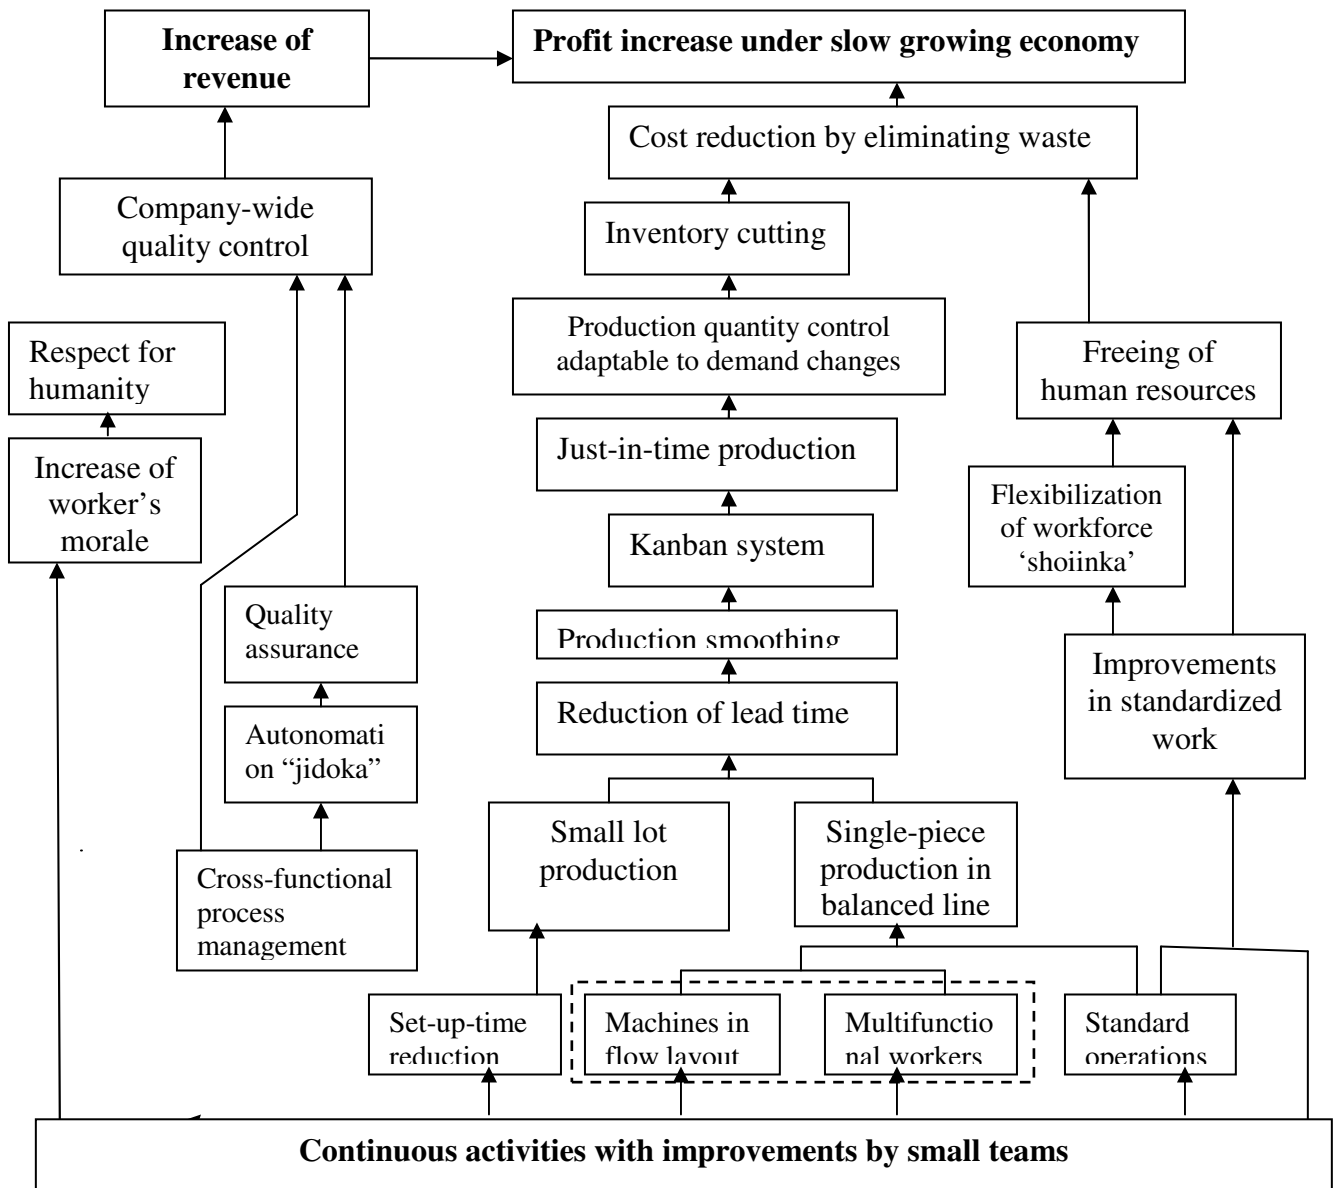 Increase of
revenue
Profit increase under slow growing economy
Cost reduction by eliminating waste
Company-wide
quality control
Inventory cutting
Production quantity control
adaptable to demand changes
Respect for
humanity
Freeing of
human resources
Just-in-time production
Increase of
worker’s
morale
Flexibilization
of workforce
‘shoiinka’
Kanban system
Quality
assurance
Production smoothing
Improvements
in standardized
work
Reduction of lead time
Autonomati
on “jidoka”
Small lot
production
Single-piece
production in
balanced line
Cross-functional
process
management
Set-up-time
reduction
Machines in
flow layout
Multifunctio
nal workers
Standard
operations
Continuous activities with improvements by small teams